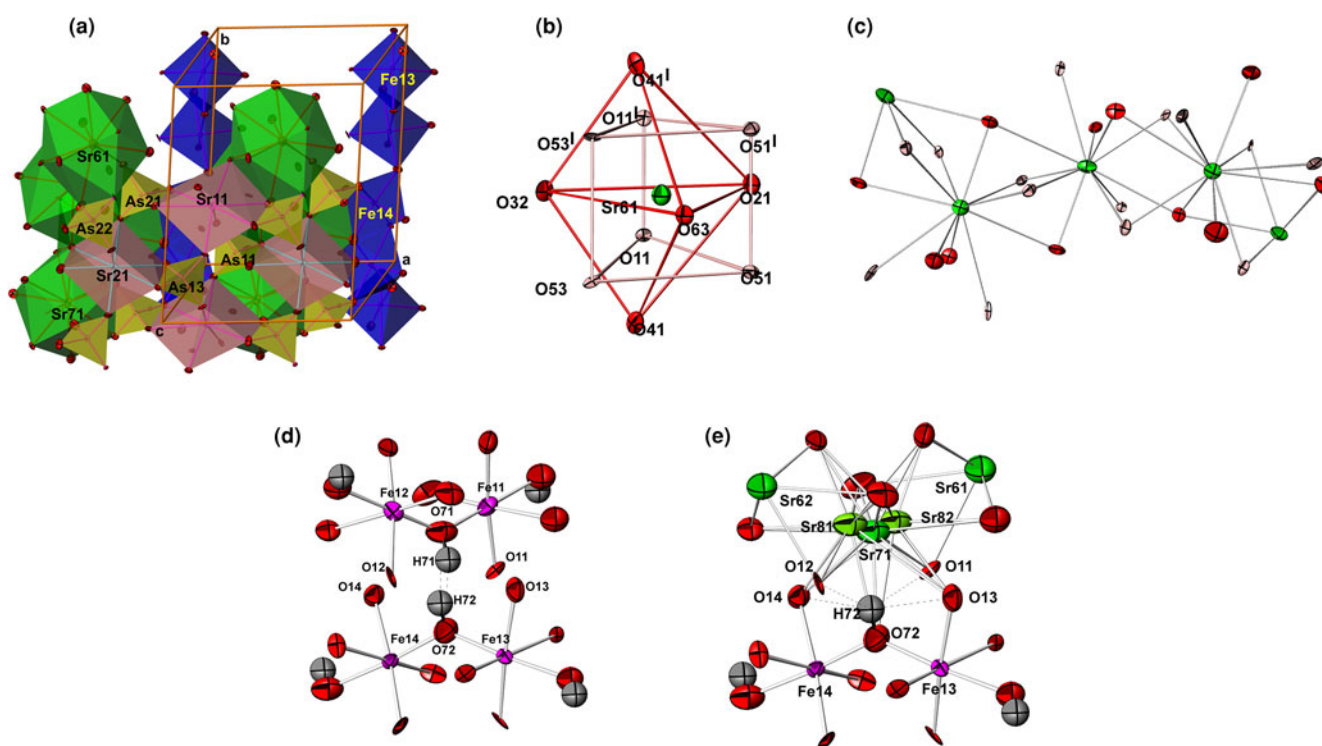 (a)
b
Fe13
Sr61
As21
Sr11
As22
Fe14
Sr21
As11
a
As13
Sr71
c
(b)
O41I
O11I
O53I
O51I
O32
Sr61
O21
O63
O11
O53
O51
O41
(c)
(d)
Fe12
Fe11
O71
H71
O12
O11
O14
H72
O13
Fe14
Fe13
O72
(e)
Sr62
Sr61
Sr81
Sr82
Sr71
O12
O11
O14
H72
O13
O72
Fe14
Fe13